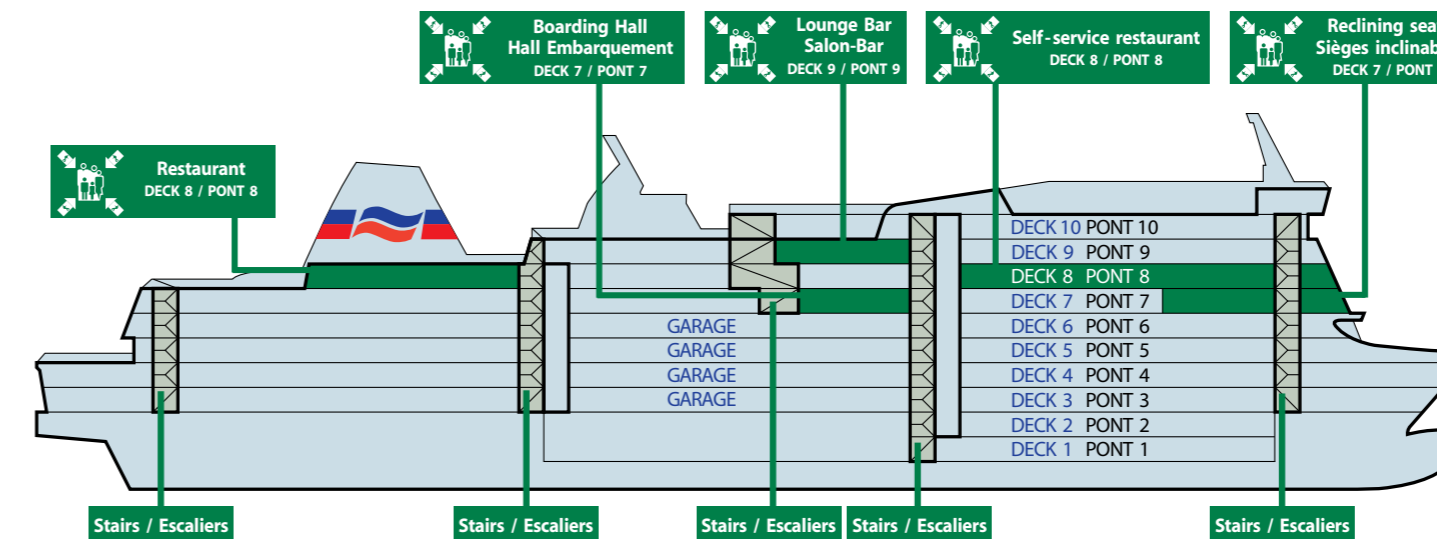 Boarding Hall
Hall Embarquement
DECK 7 / PONT 7
Lounge Bar
Salon-Bar
DECK 9 / PONT 9
Self-service restaurant
DECK 8 / PONT 8
Reclining sea
Sièges inclinab
DECK 7 / PONT
Restaurant
DECK 8 / PONT 8
DECK 10 PONT 10
DECK 9 PONT 9
DECK 8 PONT 8
DECK 7 PONT 7
GARAGE DECK 6 PONT 6
GARAGE DECK 5 PONT 5
GARAGE DECK 4 PONT 4
GARAGE DECK 3 PONT 3
DECK 2 PONT 2
DECK 1 PONT 1
Stairs / Escaliers
Stairs / Escaliers
Stairs / Escaliers
Stairs / Escaliers
Stairs / Escaliers